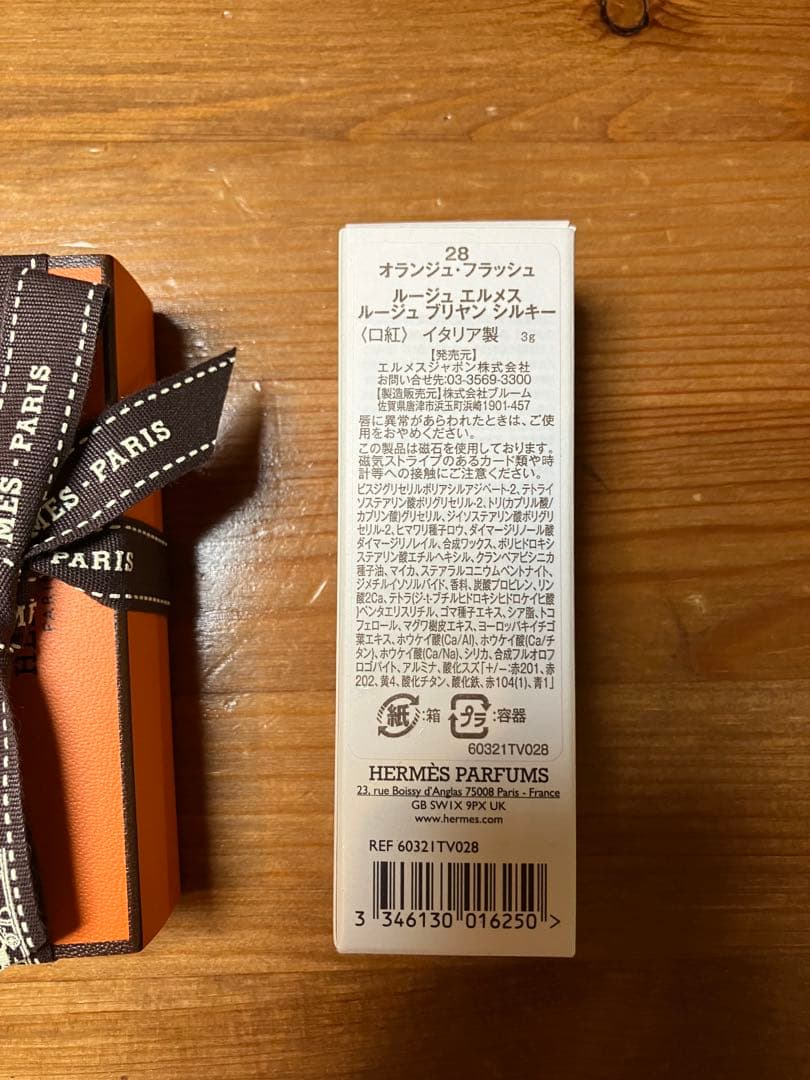 28
オランジュ・フラッシュ
ルージュ エルメス
ルージュ ブリヤン シルキー
〈口紅〉 イタリア製 3g
【発売元】
エルメスジャポン株式会社
お問い合せ先:03-3569-3300
【製造販売元】株式会社ブルーム
佐賀県唐津市浜玉町浜崎1901-457
唇に異常があらわれたときは、ご使
用をおやめください。
この製品は磁石を使用しております。
磁気ストライプのあるカード類や時
計等への接触にご注意ください。
ビスジグリセリルポリアシルアジペート-2、テトライ
ソステアリン酸ポリグリセリル-2、トリ(カプリル酸/
カプリン酸)グリセリル、ジイソステアリン酸ポリグリ
セリル-2、ヒマワリ種子ロウ、ダイマージリノール酸
ダイマージリノレイル、合成ワックス、ポリヒドロキシ
ステアリン酸エチルヘキシル、クランベアビシニカ
種子油、マイカ、ステアラルコニウムベントナイト、
ジメチルイソソルバイド、香料、炭酸プロピレン、リン
酸2Ca、テトラ(ジ-t-ブチルヒドロキシヒドロケイヒ酸)
ペンタエリスリチル、ゴマ種子エキス、シア脂、トコ
フェロール、マグワ樹皮エキス、ヨーロッパキイチゴ
葉エキス、ホウケイ酸(Ca/Al)、ホウケイ酸(Ca/チ
タン)、ホウケイ酸(Ca/Na)、シリカ、合成フルオロフ
ロゴパイト、アルミナ、酸化スズ「+/-:赤201、赤
202、黄4、酸化チタン、酸化鉄、赤104(1)、青1」
紙:箱 プラ:容器
60321TV028
HERMÈS PARFUMS
23, rue Boissy d'Anglas 75008 Paris - France
GB SW1X 9PX UK
www.hermes.com
REF 60321TV028
3 346130 016250 >
MES·PARIS
MES·PARIS
PARIS